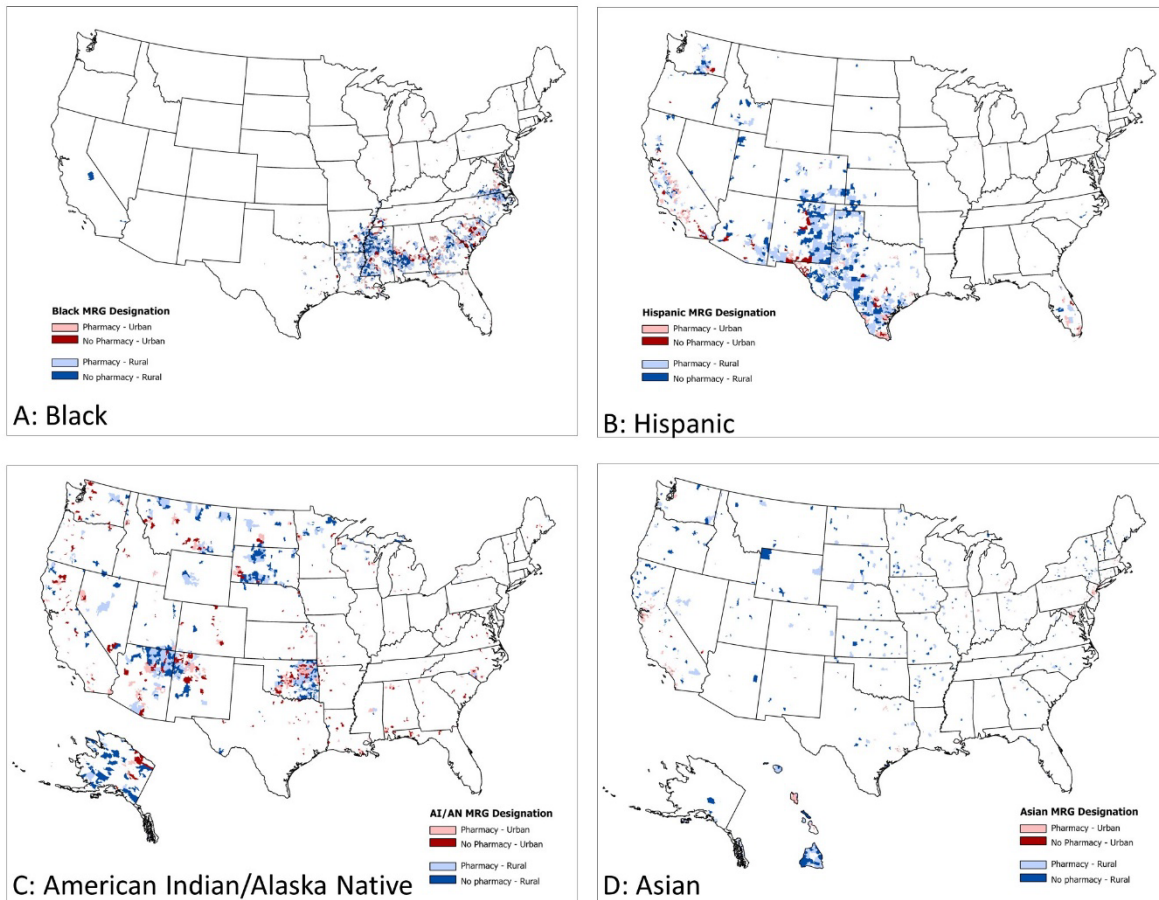 Black MRG Designation
Pharmacy - Urban
No Pharmacy - Urban
Pharmacy - Rural
No pharmacy - Rural
A: Black
Hispanic MRG Designation
Pharmacy - Urban
No Pharmacy - Urban
Pharmacy - Rural
No pharmacy - Rural
B: Hispanic
AI/AN MRG Designation
Pharmacy - Urban
No Pharmacy - Urban
Pharmacy - Rural
No pharmacy - Rural
C: American Indian/Alaska Native
Asian MRG Designation
Pharmacy - Urban
No Pharmacy - Urban
Pharmacy - Rural
No pharmacy - Rural
D: Asian